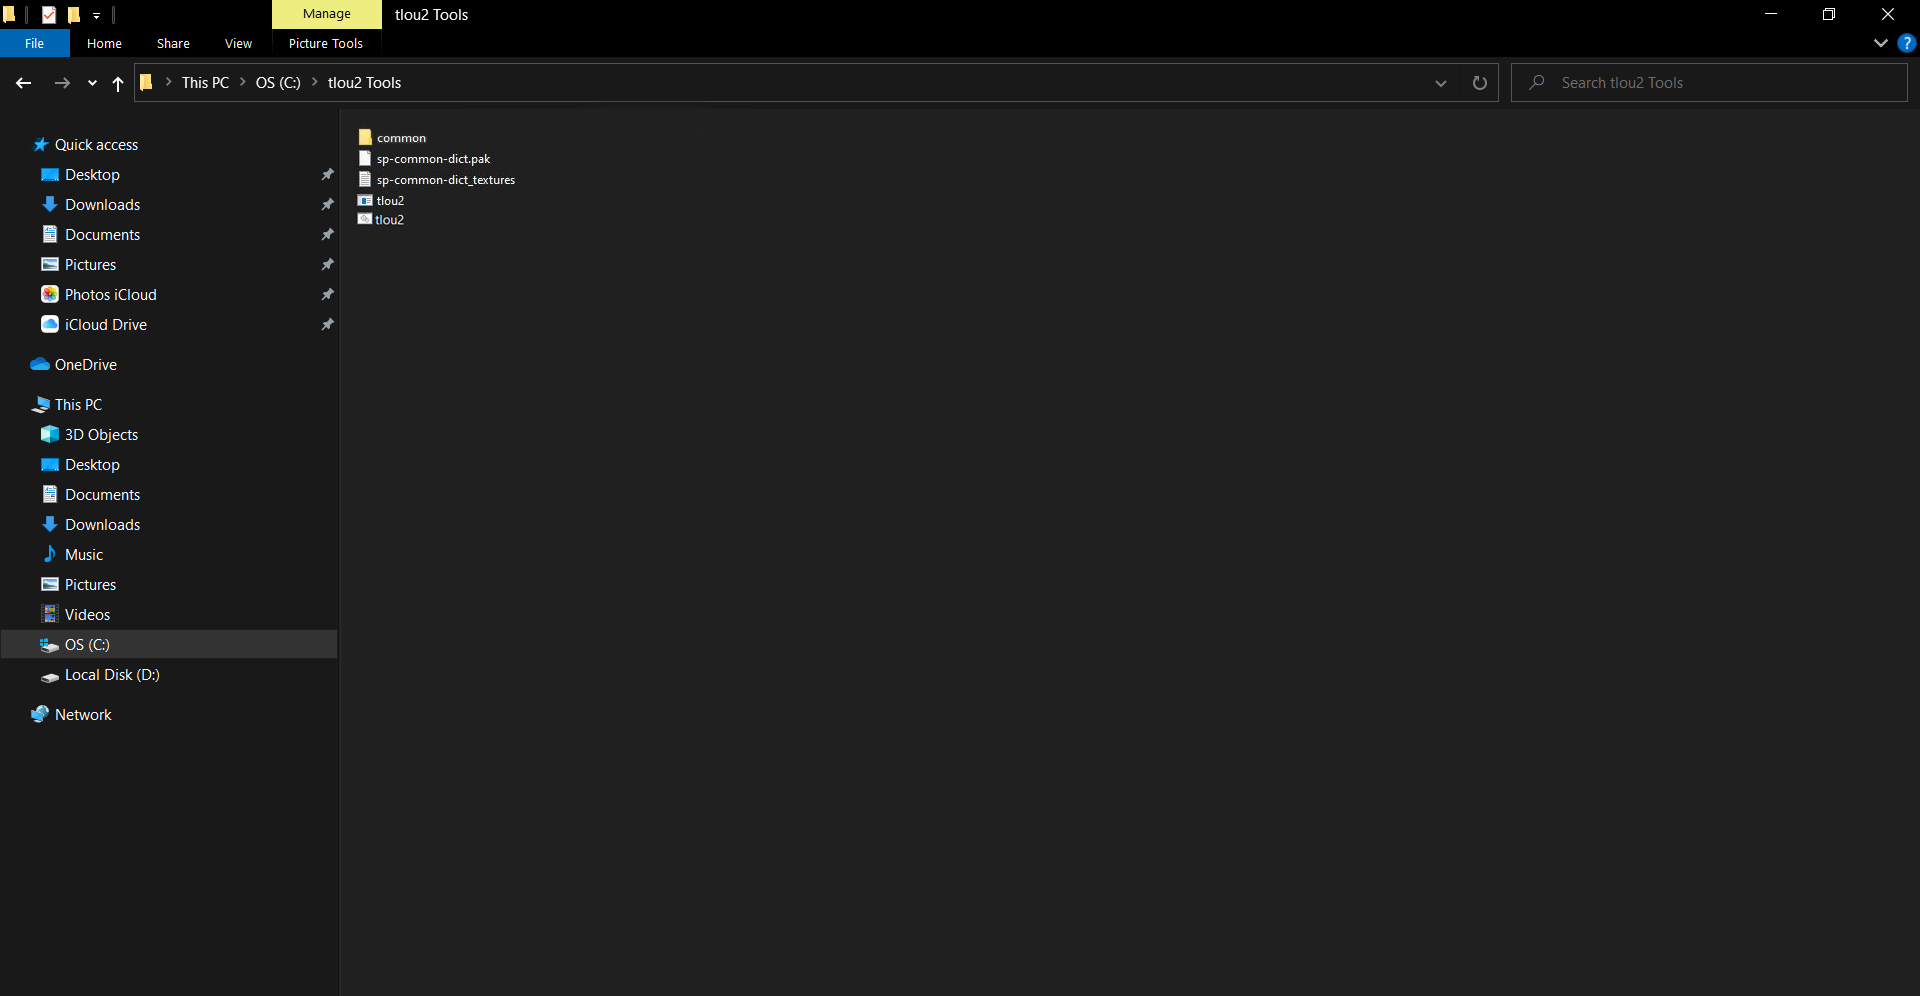 Manage
tlou2 Tools
File
Home
Share
View
Picture Tools
?
This PC
OS (C:)
tlou2 Tools
Search tlou2 Tools
Quick access
Desktop
Downloads
Documents
Pictures
Photos iCloud
iCloud Drive
OneDrive
This PC
3D Objects
Desktop
Documents
Downloads
Music
Pictures
Videos
OS (C:)
Local Disk (D:)
Network
common
sp-common-dict.pak
sp-common-dict_textures
tlou2
tlou2